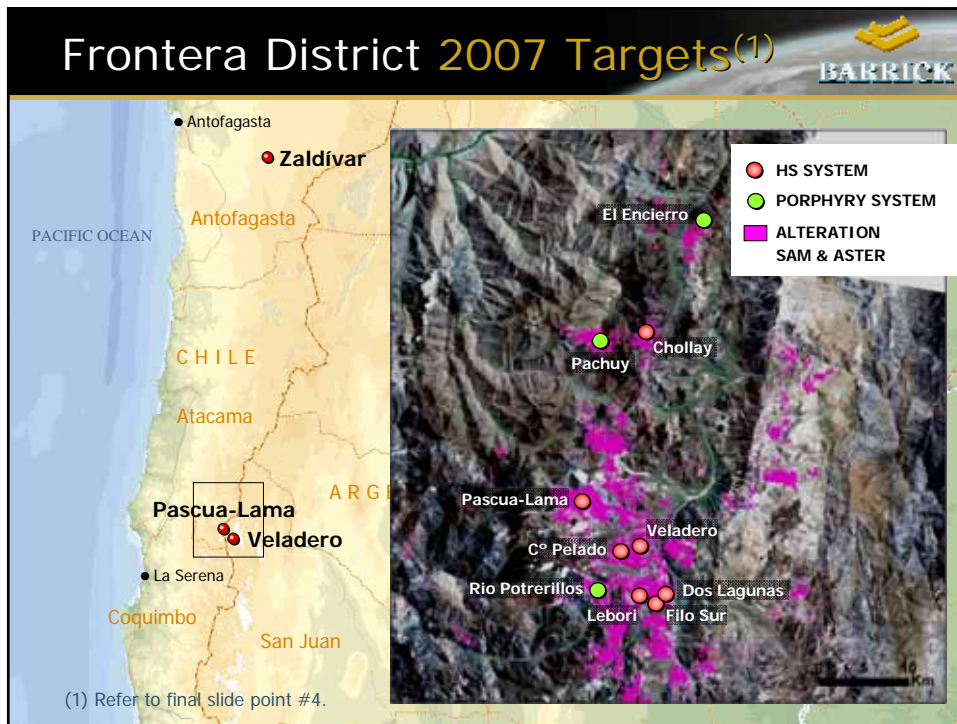 Frontera District 2007 Targets(1)
BARRICK
Antofagasta
Zaldívar
Antofagasta
PACIFIC OCEAN
CHILE
Atacama
ARGE
Pascua-Lama
Veladero
La Serena
Coquimbo
San Juan
(1) Refer to final slide point #4.
N
HS SYSTEM
PORPHYRY SYSTEM
ALTERATION
SAM & ASTER
El Encierro
Chollay
Pachuy
Pascua-Lama
Veladero
Cº Pelado
Rio Potrerillos
Dos Lagunas
Lebori
Filo Sur
Km